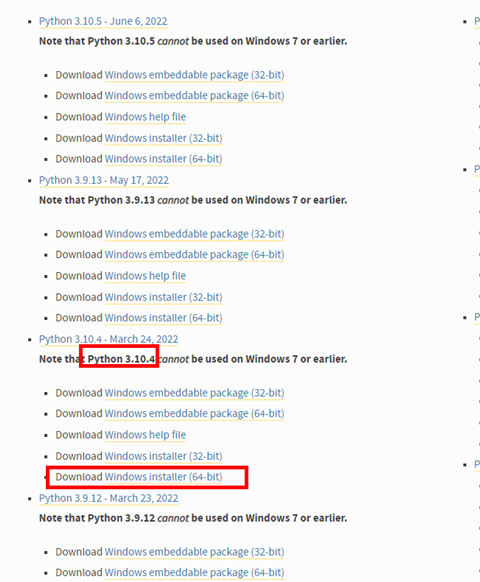 Python 3.10.5 - June 6, 2022
Note that Python 3.10.5 cannot be used on Windows 7 or earlier.
Download Windows embeddable package (32-bit)
Download Windows embeddable package (64-bit)
Download Windows help file
Download Windows installer (32-bit)
Download Windows installer (64-bit)
Python 3.9.13 - May 17, 2022
Note that Python 3.9.13 cannot be used on Windows 7 or earlier.
Download Windows embeddable package (32-bit)
Download Windows embeddable package (64-bit)
Download Windows help file
Download Windows installer (32-bit)
Download Windows installer (64-bit)
Python 3.10.4 - March 24, 2022
Note that Python 3.10.4 cannot be used on Windows 7 or earlier.
Download Windows embeddable package (32-bit)
Download Windows embeddable package (64-bit)
Download Windows help file
Download Windows installer (32-bit)
Download Windows installer (64-bit)
Python 3.9.12 - March 23, 2022
Note that Python 3.9.12 cannot be used on Windows 7 or earlier.
Download Windows embeddable package (32-bit)
Download Windows embeddable package (64-bit)